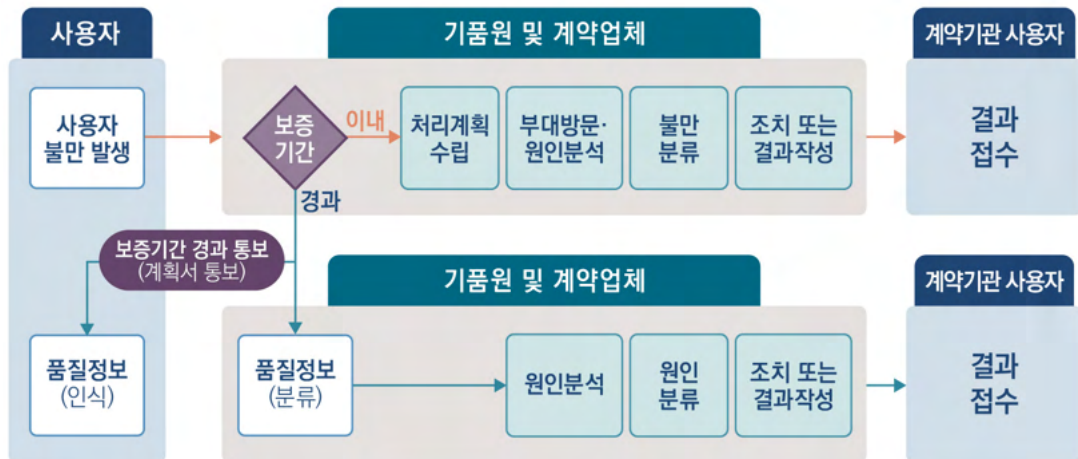 사용자
기품원 및 계약업체
계약기관 사용자
사용자
불만 발생
보증
기간
이내
처리계획
수립
부대방문·
원인분석
불만
분류
조치 또는
결과작성
결과
접수
경과
보증기간 경과 통보
(계획서 통보)
기품원 및 계약업체
계약기관 사용자
품질정보
(인식)
품질정보
(분류)
원인분석
원인
분류
조치 또는
결과작성
결과
접수